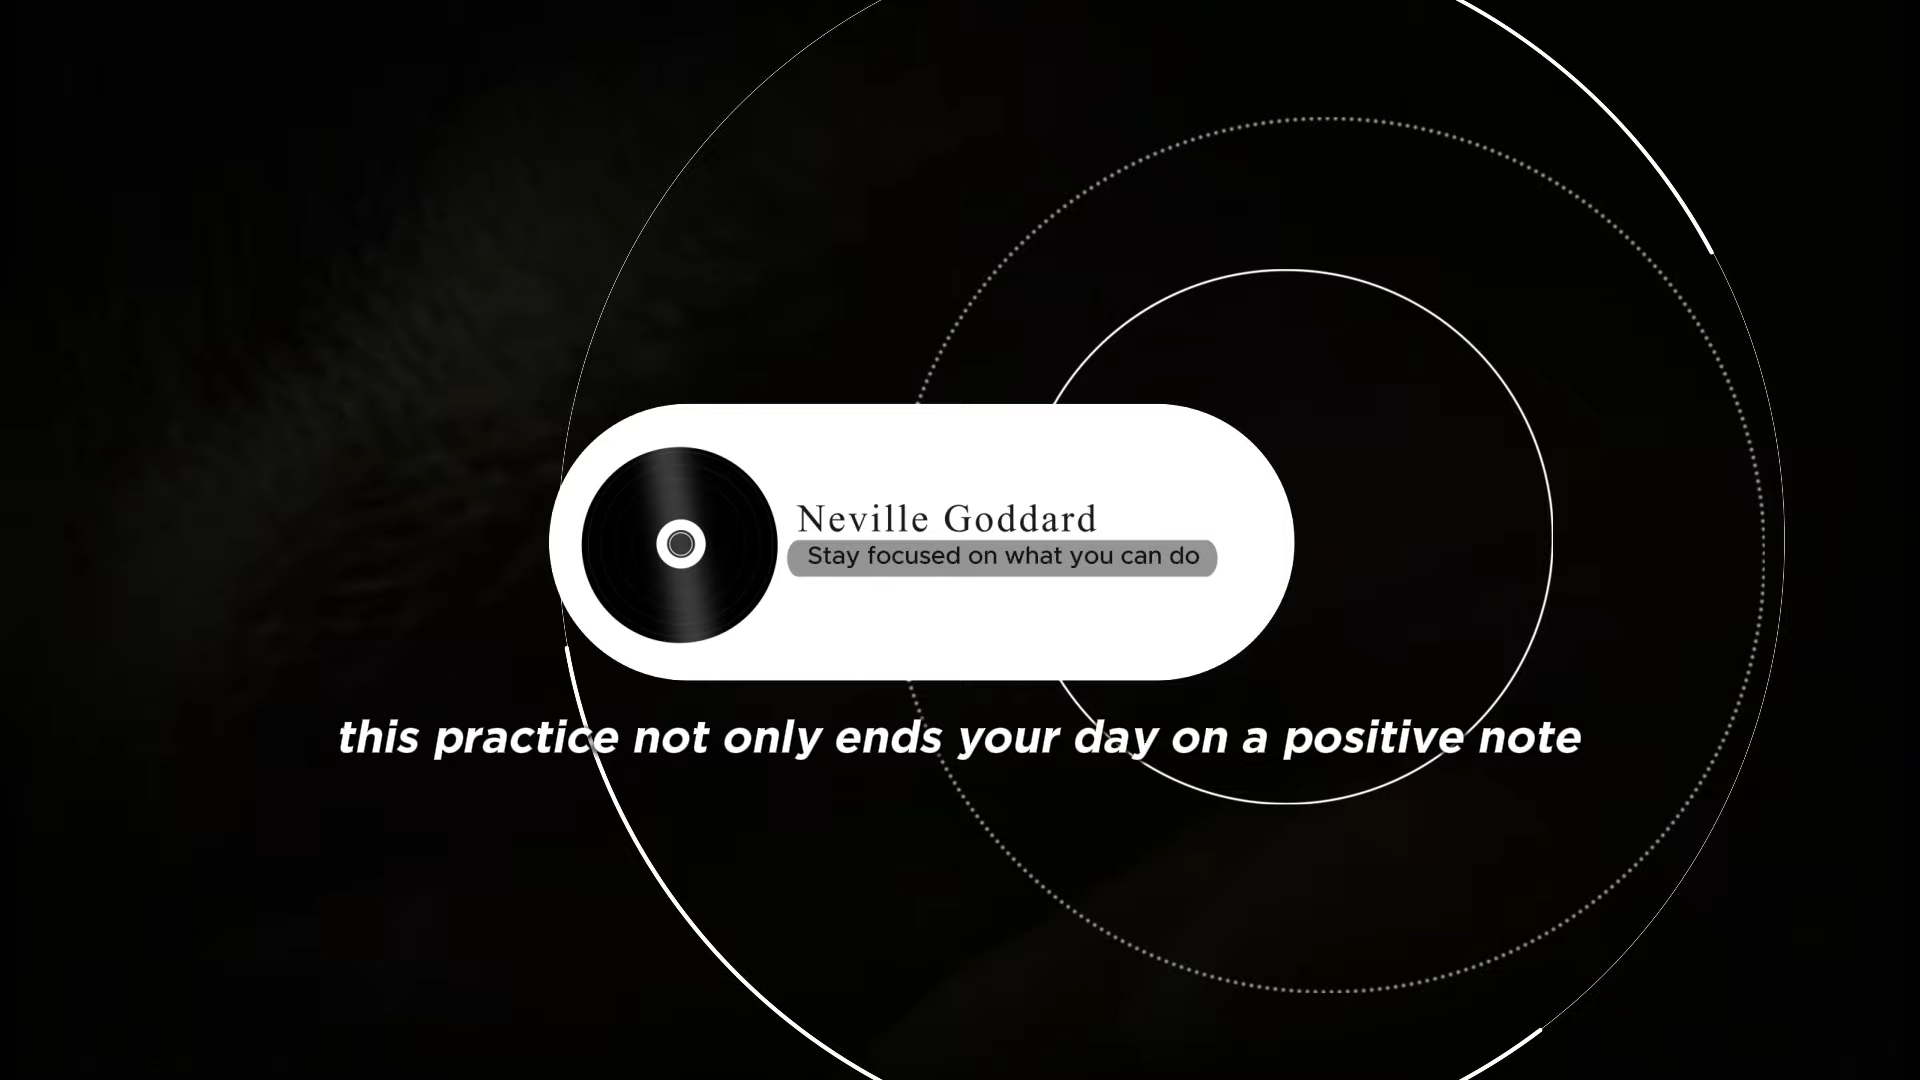 Neville Goddard
Stay focused on what you can do
this practice not only ends your day on a positive note